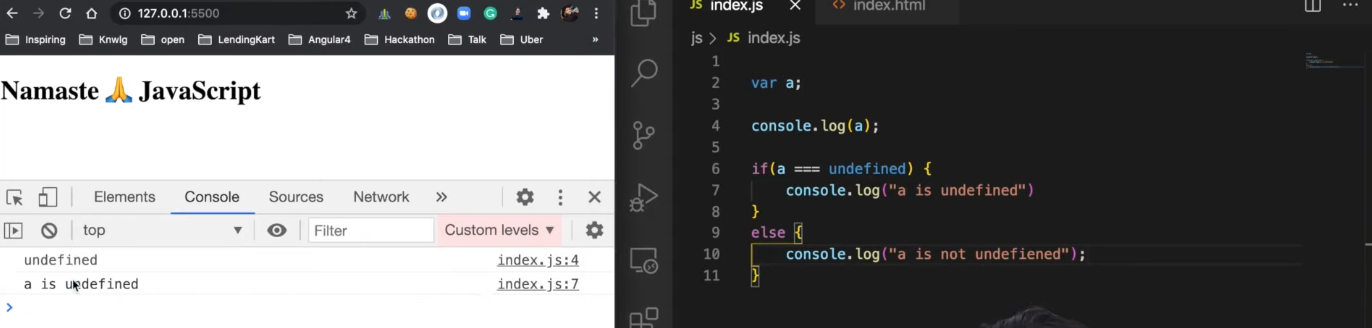 127.0.0.1:5500
Inspiring Knwlg open LendingKart Angular4 Hackathon Talk Uber »
Namaste 🙏 JavaScript
Elements Console Sources Network »
top Filter Custom levels
undefined index.js:4
a is undefined index.js:7
>
JS index.js <> index.html
js > JS index.js
1
2 var a;
3
4 console.log(a);
5
6 if(a === undefined) {
7 console.log("a is undefined")
8 }
9 else {
10 console.log("a is not undefiened");
11 }